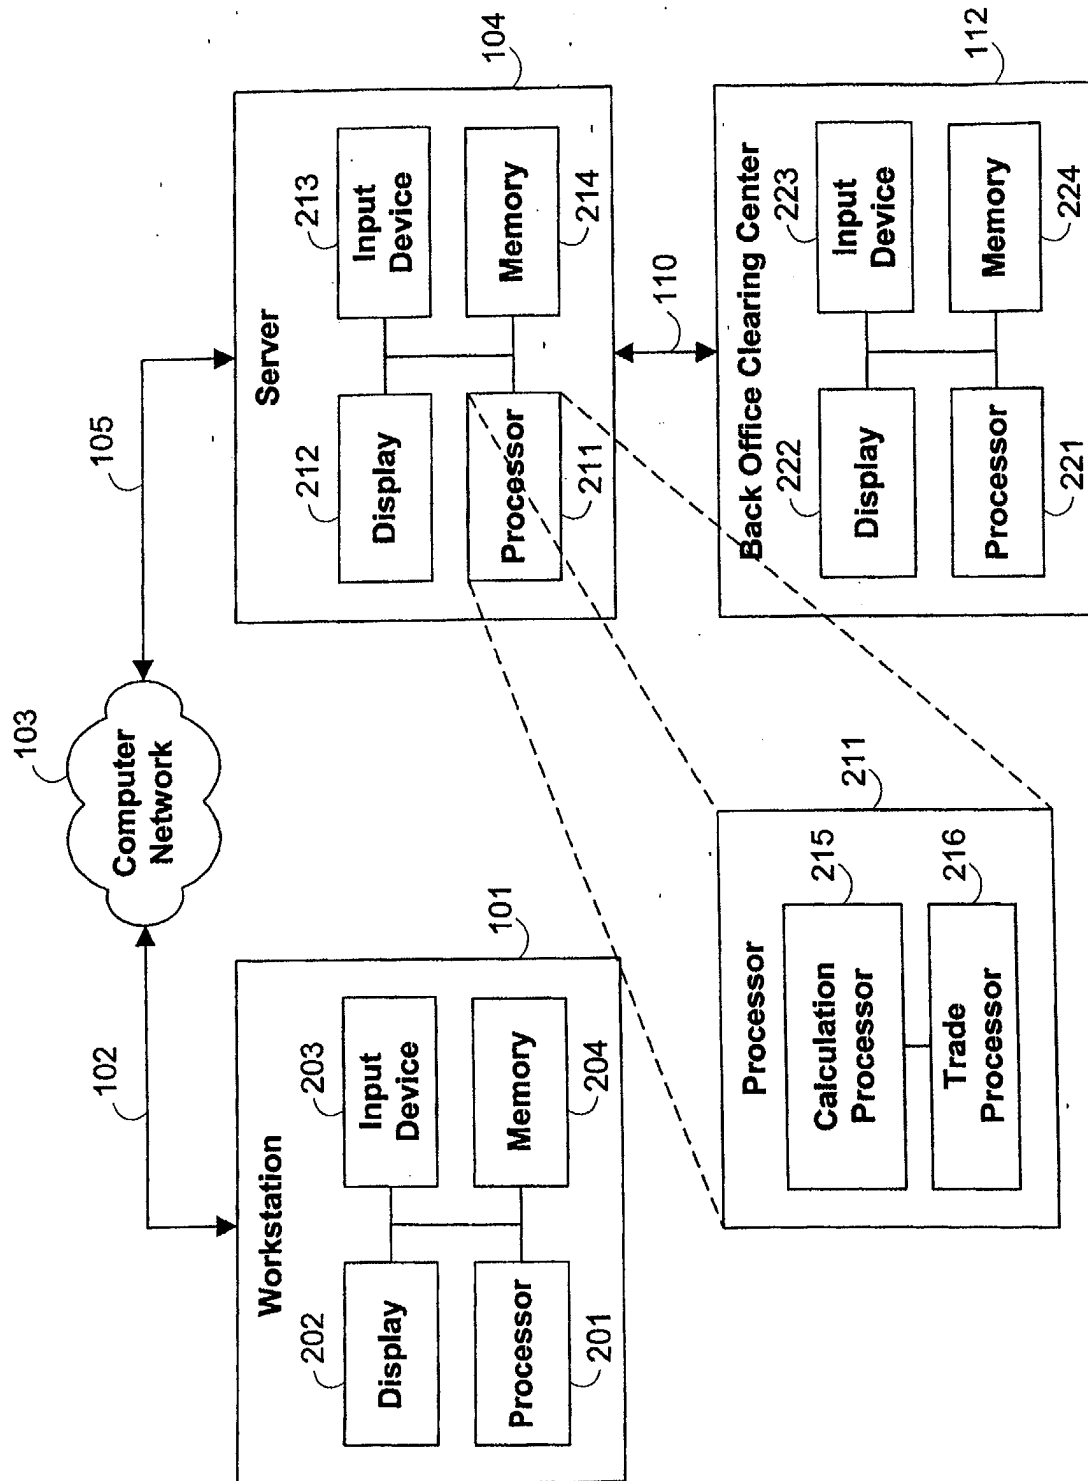 103
Computer
Network
102
105
101
Workstation
202
Display
203
Input
Device
Processor
201
Memory
204
104
Server
212
Display
213
Input
Device
Processor
211
Memory
214
110
211
Processor
215
Calculation
Processor
216
Trade
Processor
112
Back Office Clearing Center
222
Display
223
Input
Device
Processor
221
Memory
224